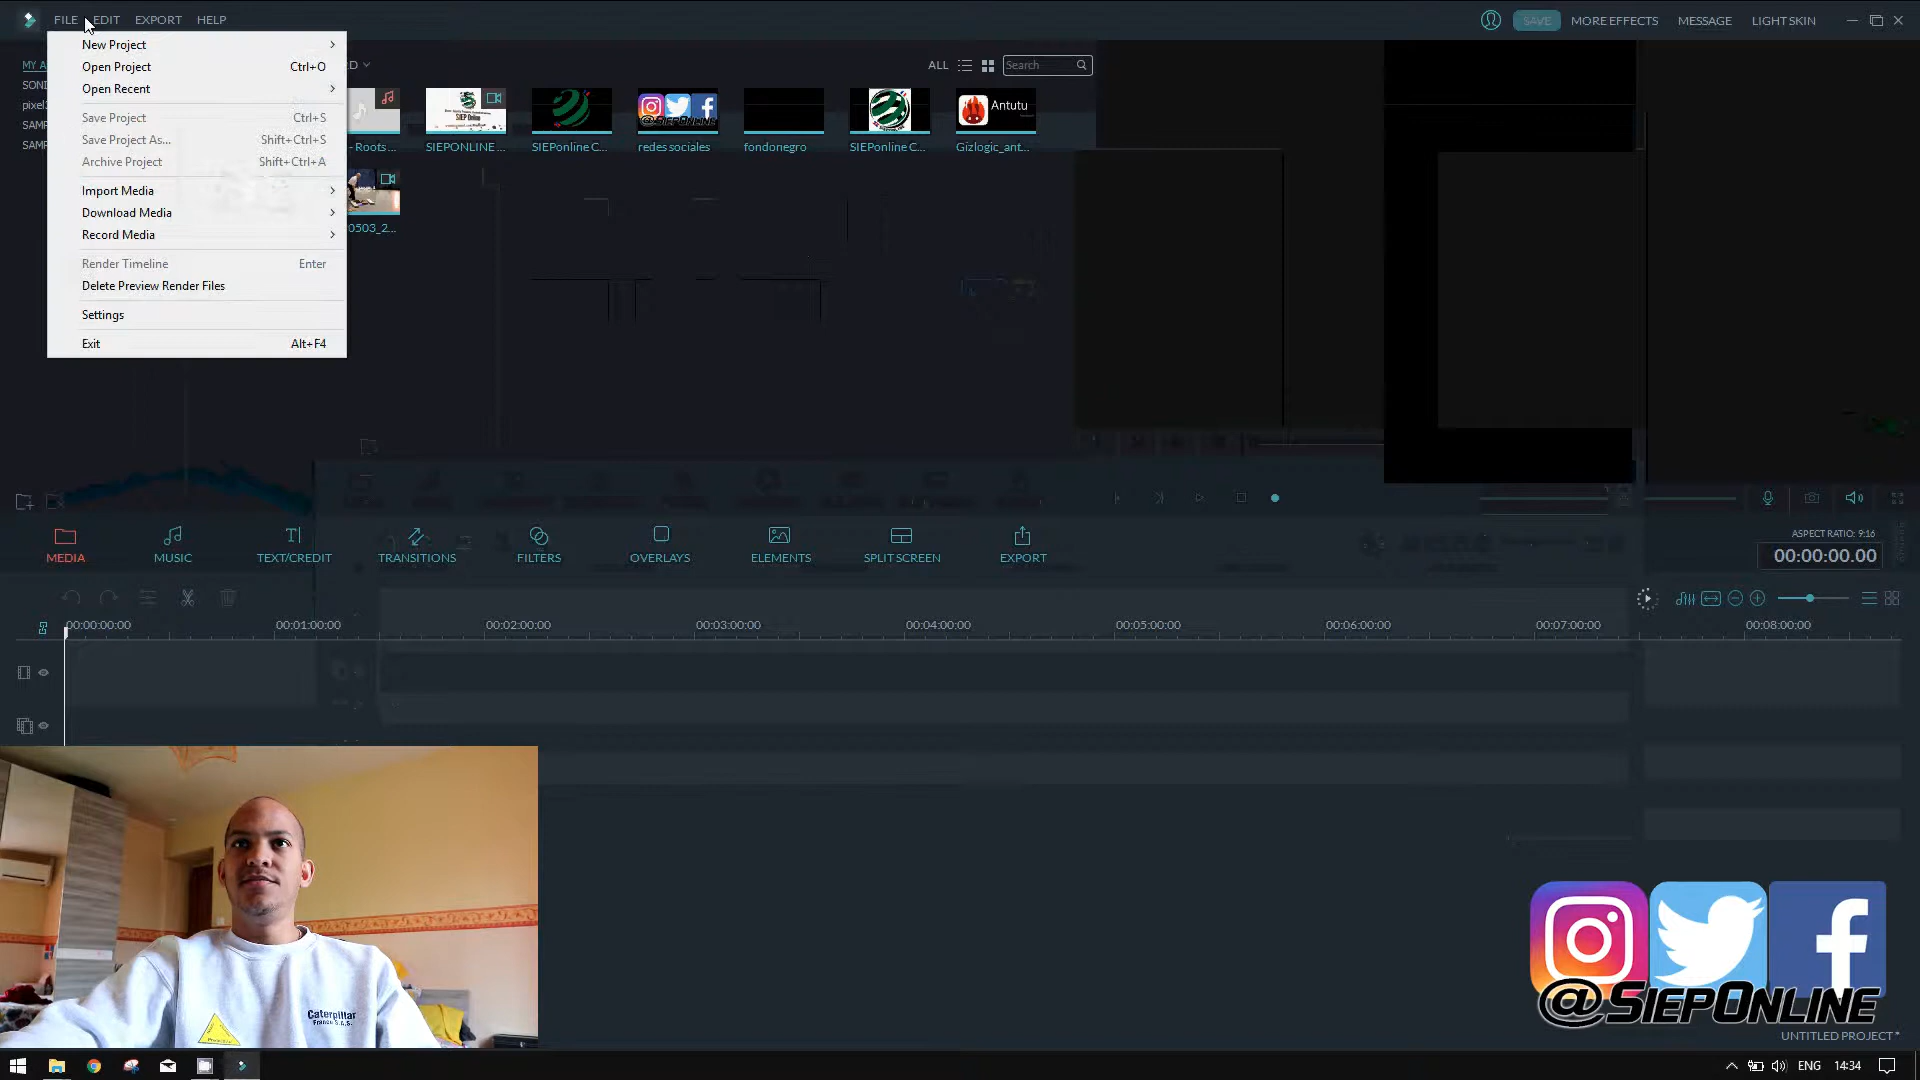 FILE EDIT EXPORT HELP
SAVE MORE EFFECTS MESSAGE LIGHT SKIN
New Project
Open Project Ctrl+O
Open Recent
Save Project Ctrl+S
Save Project As... Shift+Ctrl+S
Archive Project Shift+Ctrl+A
Import Media
Download Media
Record Media
Render Timeline Enter
Delete Preview Render Files
Settings
Exit Alt+F4
MY A
D
ALL
Search
SONI
pixel
SAMP
SAMP
Antutu
- Roots ...
SIEPONLINE ...
SIEPonline C...
redes sociales
fondonegro
SIEPonline C...
Gizlogic_ant...
0503_2...
MEDIA MUSIC TEXT/CREDIT TRANSITIONS FILTERS OVERLAYS ELEMENTS SPLIT SCREEN EXPORT
ASPECT RATIO: 9:16
00:00:00.00
00:00:00:00 00:01:00:00 00:02:00:00 00:03:00:00 00:04:00:00 00:05:00:00 00:06:00:00 00:07:00:00 00:08:00:00
Caterpillar
France S.A.S.
@SIEPONLINE
UNTITLED PROJECT*
ENG 14:34